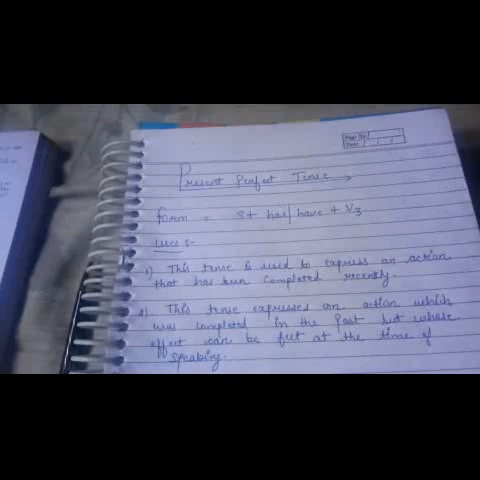 Page No.
Date
Present Perfect Tense
form = S+ has/have + V3
Uses :-
1) This tense is used to express an action
that has been completed recently.
2) This tense expresses an action which
was completed in the past but whose
effect can be felt at the time of
speaking.